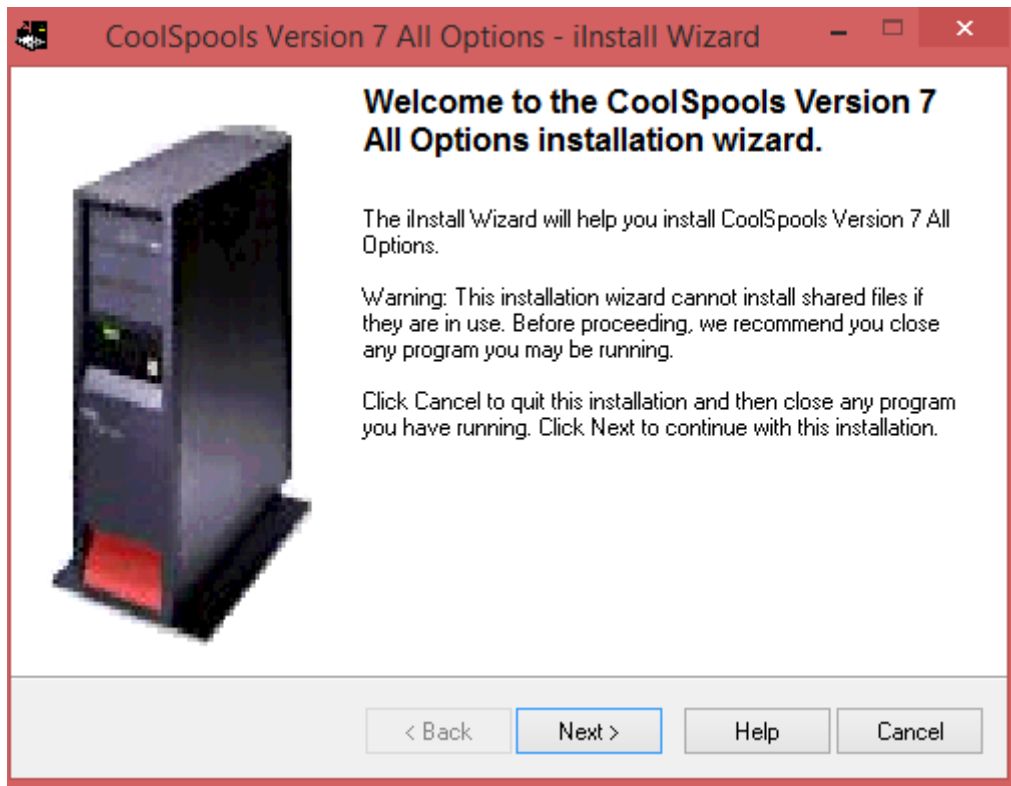 CoolSpools Version 7 All Options - iInstall Wizard
Welcome to the CoolSpools Version 7
All Options installation wizard.
The iInstall Wizard will help you install CoolSpools Version 7 All
Options.
Warning: This installation wizard cannot install shared files if
they are in use. Before proceeding, we recommend you close
any program you may be running.
Click Cancel to quit this installation and then close any program
you have running. Click Next to continue with this installation.
< Back
Next >
Help
Cancel